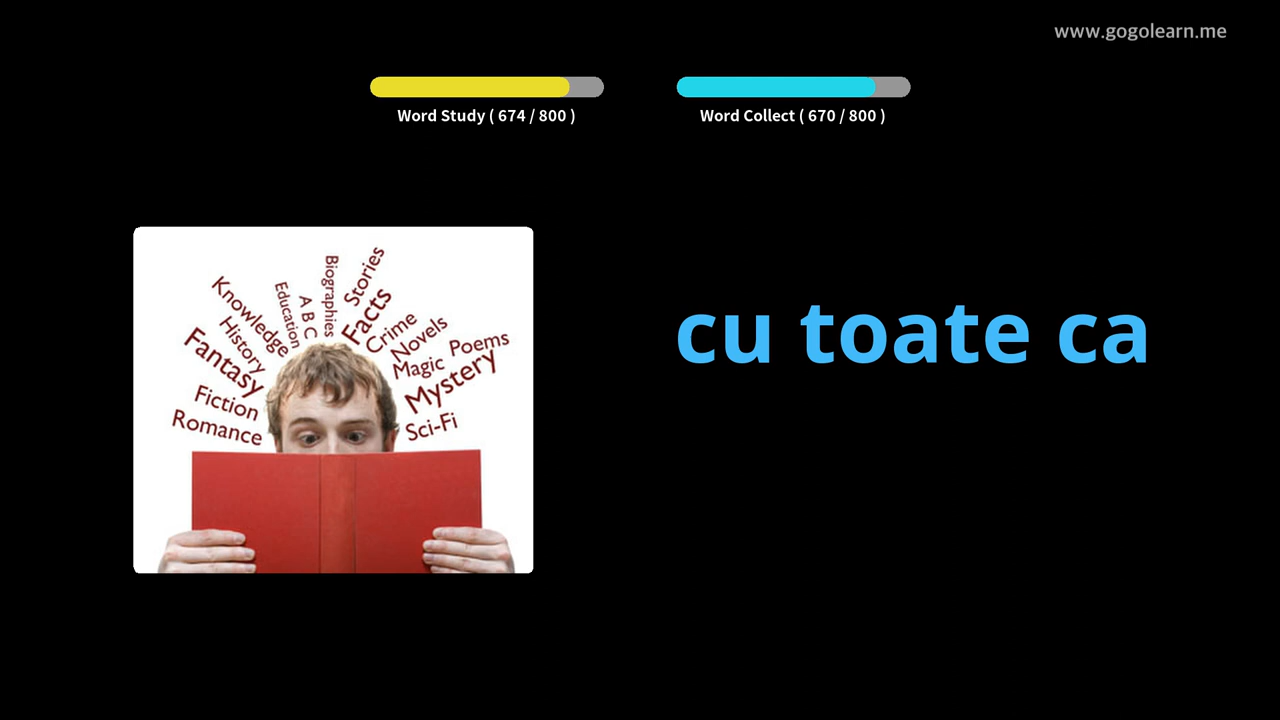 www.gogolearn.me
Word Study ( 674 / 800 )
Word Collect ( 670 / 800 )
cu toate ca
Knowledge
History
Fantasy
Fiction
Romance
Education
A B C
Biographies
Stories
Facts
Crime
Novels
Magic
Poems
Mystery
Sci-Fi